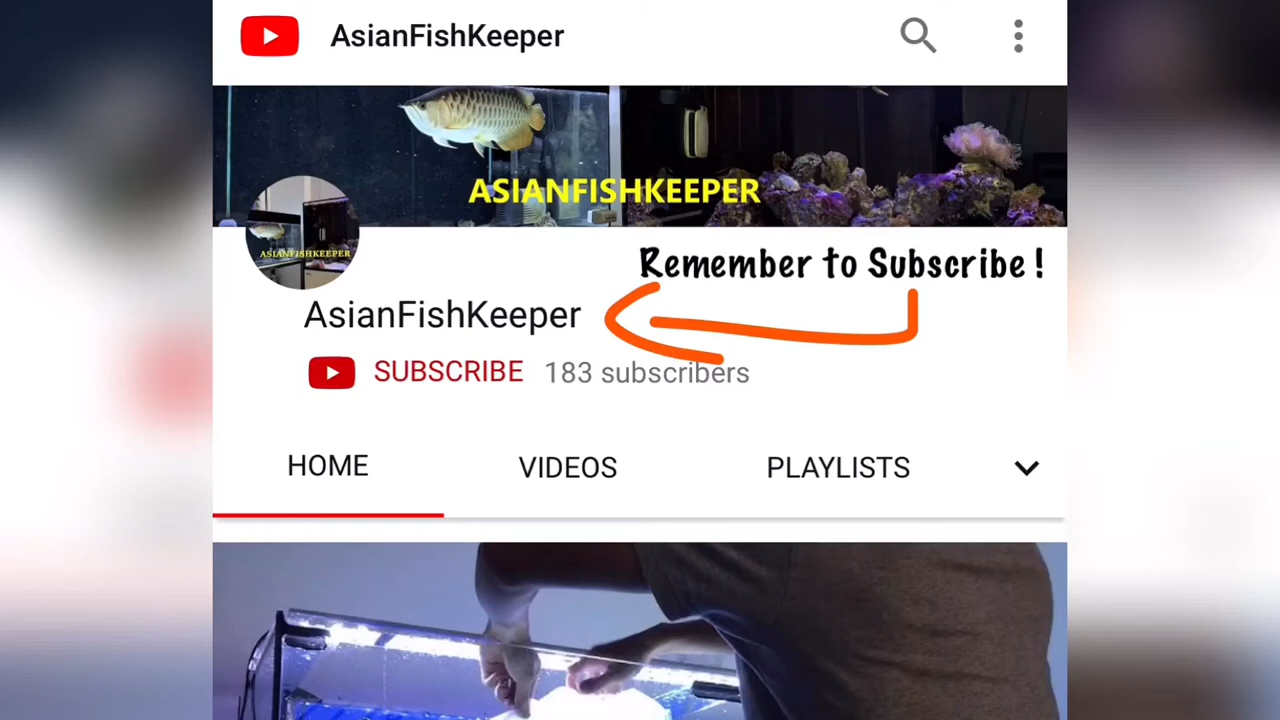 AsianFishKeeper
ASIANFISHKEEPER
ASIANFISHKEEPER
Remember to Subscribe !
AsianFishKeeper
SUBSCRIBE 183 subscribers
HOME VIDEOS PLAYLISTS